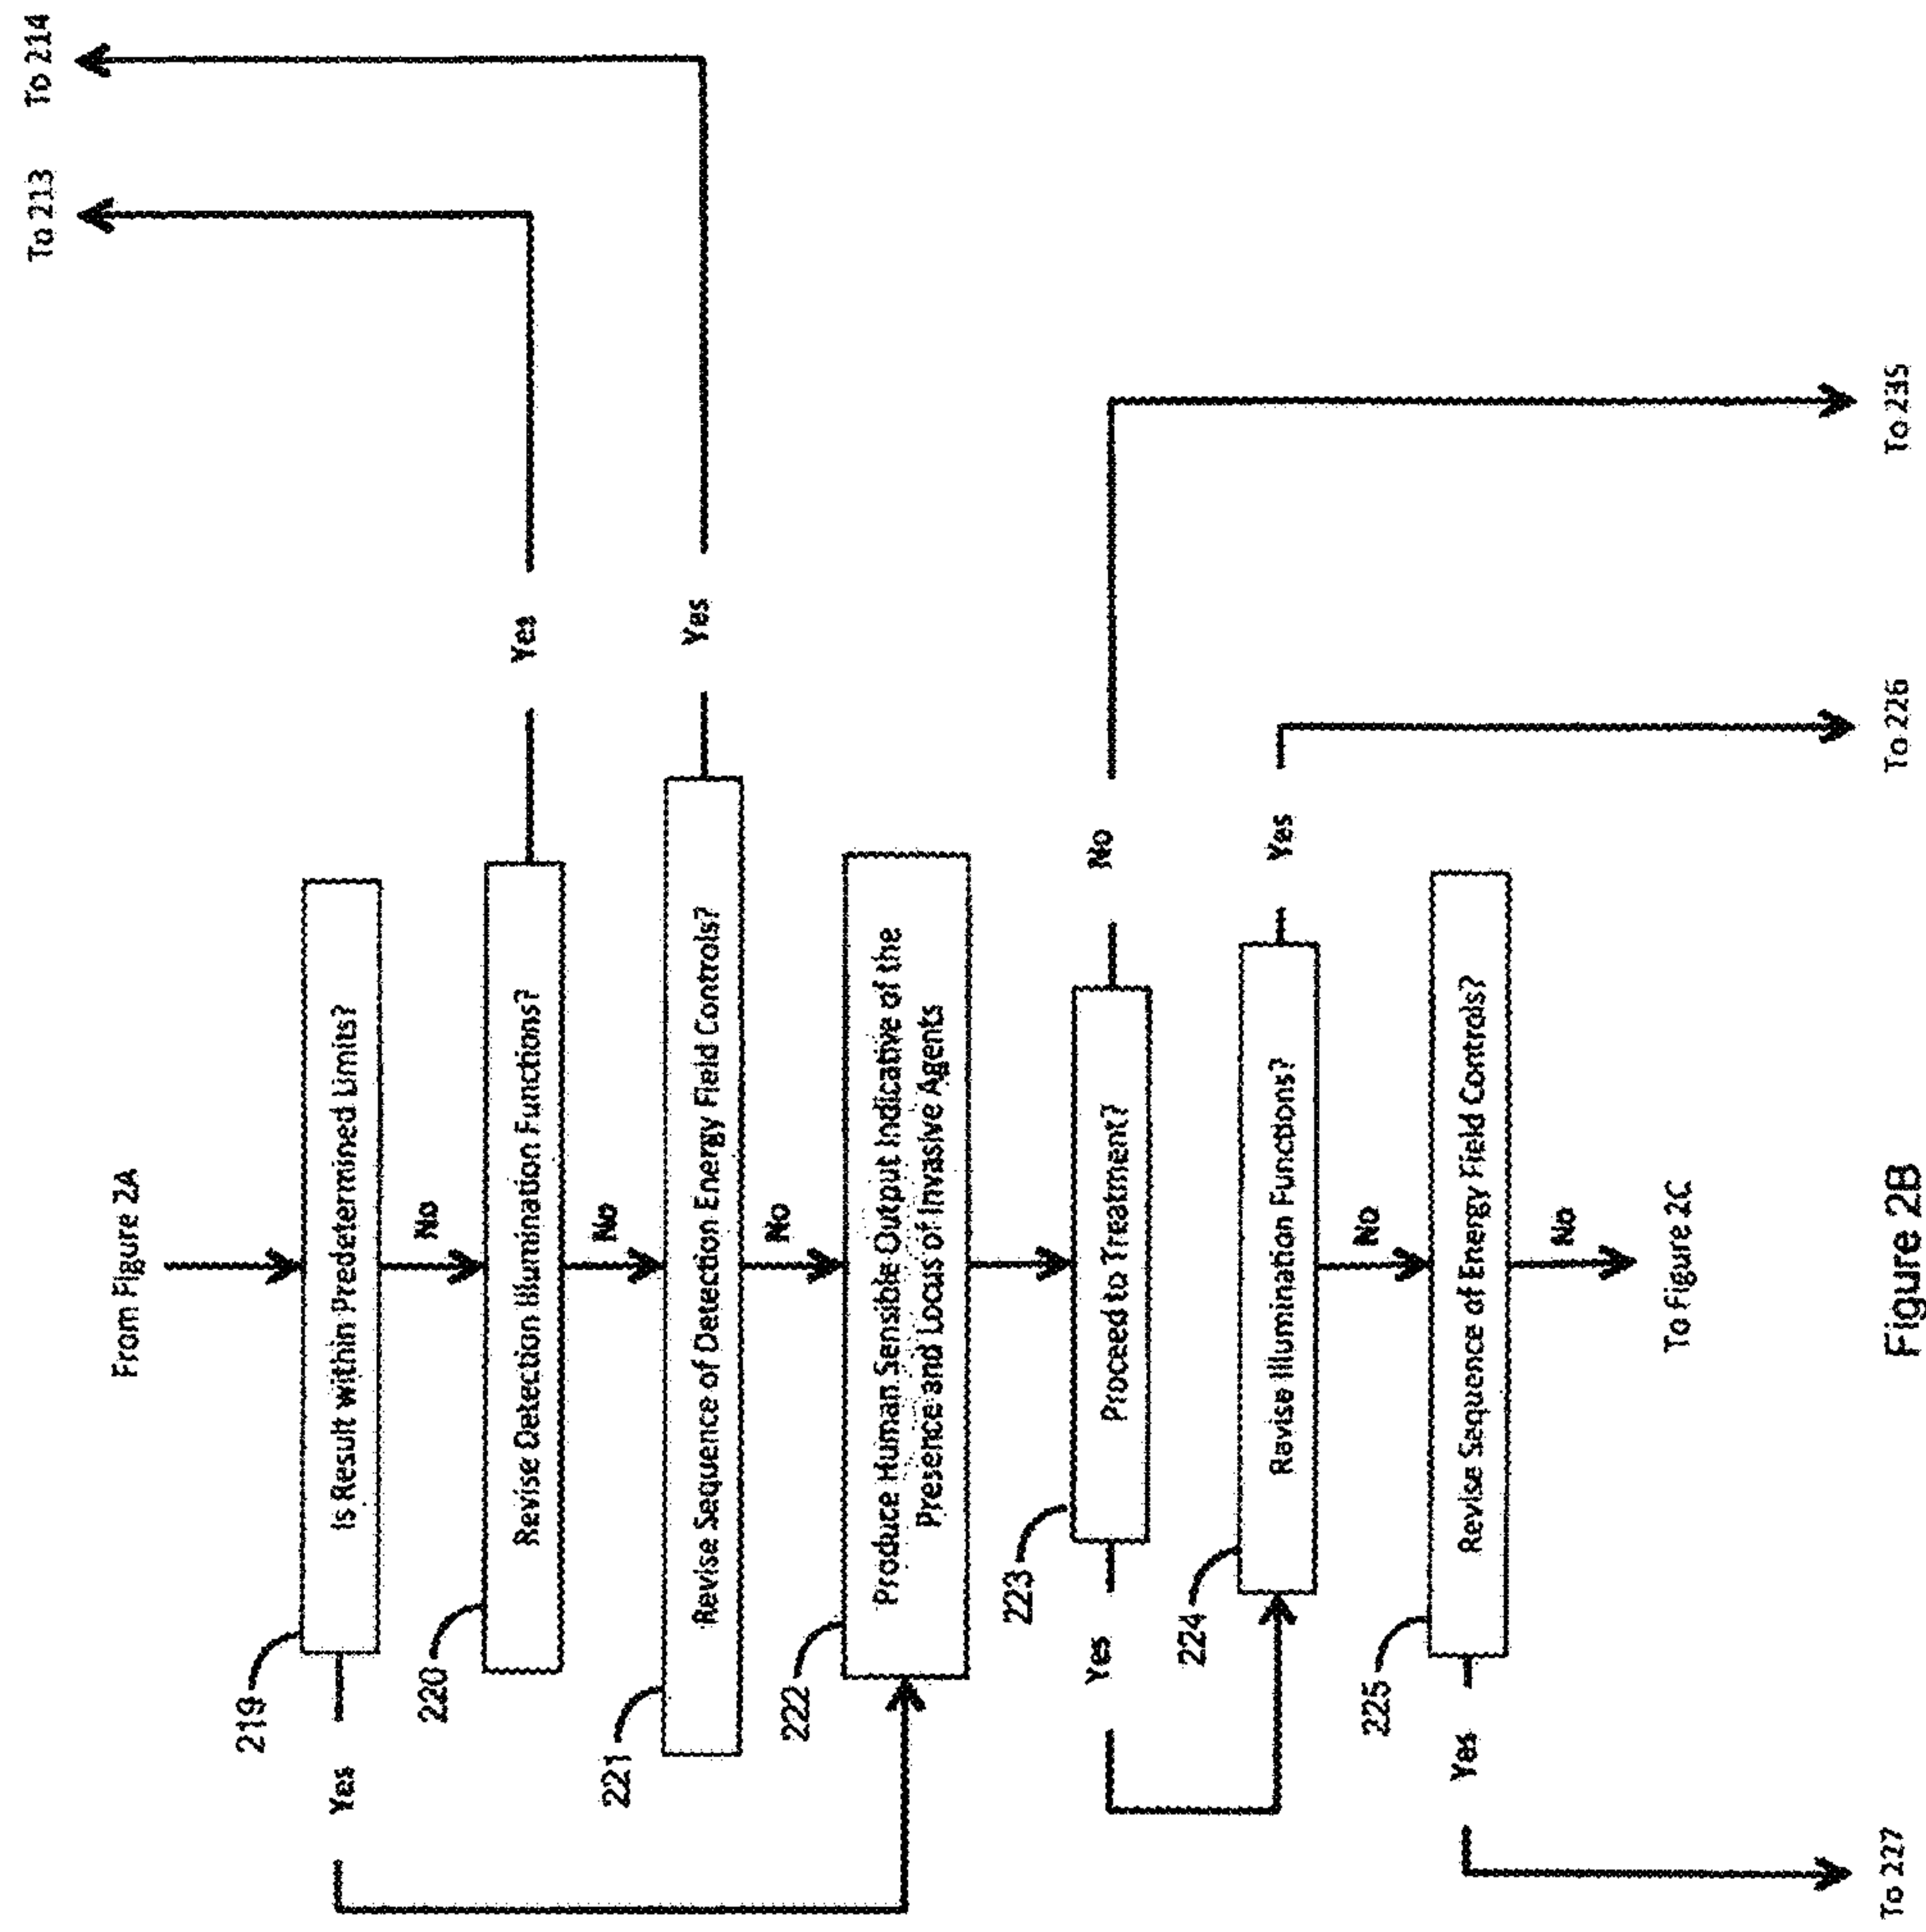 To 213
To 214
From Figure 2A
219
Is Result within Predetermined Limits?
Yes
No
220
Revise Detection Illumination Functions?
Yes
No
221
Revise Sequence of Detection Energy Field Controls?
Yes
No
222
Produce Human Sensible Output Indicative of the
Presence and Locus of Invasive Agents
223
Proceed to Treatment?
Yes
No
224
Revise Illumination Functions?
Yes
No
225
Revise Sequence of Energy Field Controls?
Yes
No
To Figure 2C
To 227
To 226
To 235
Figure 2B